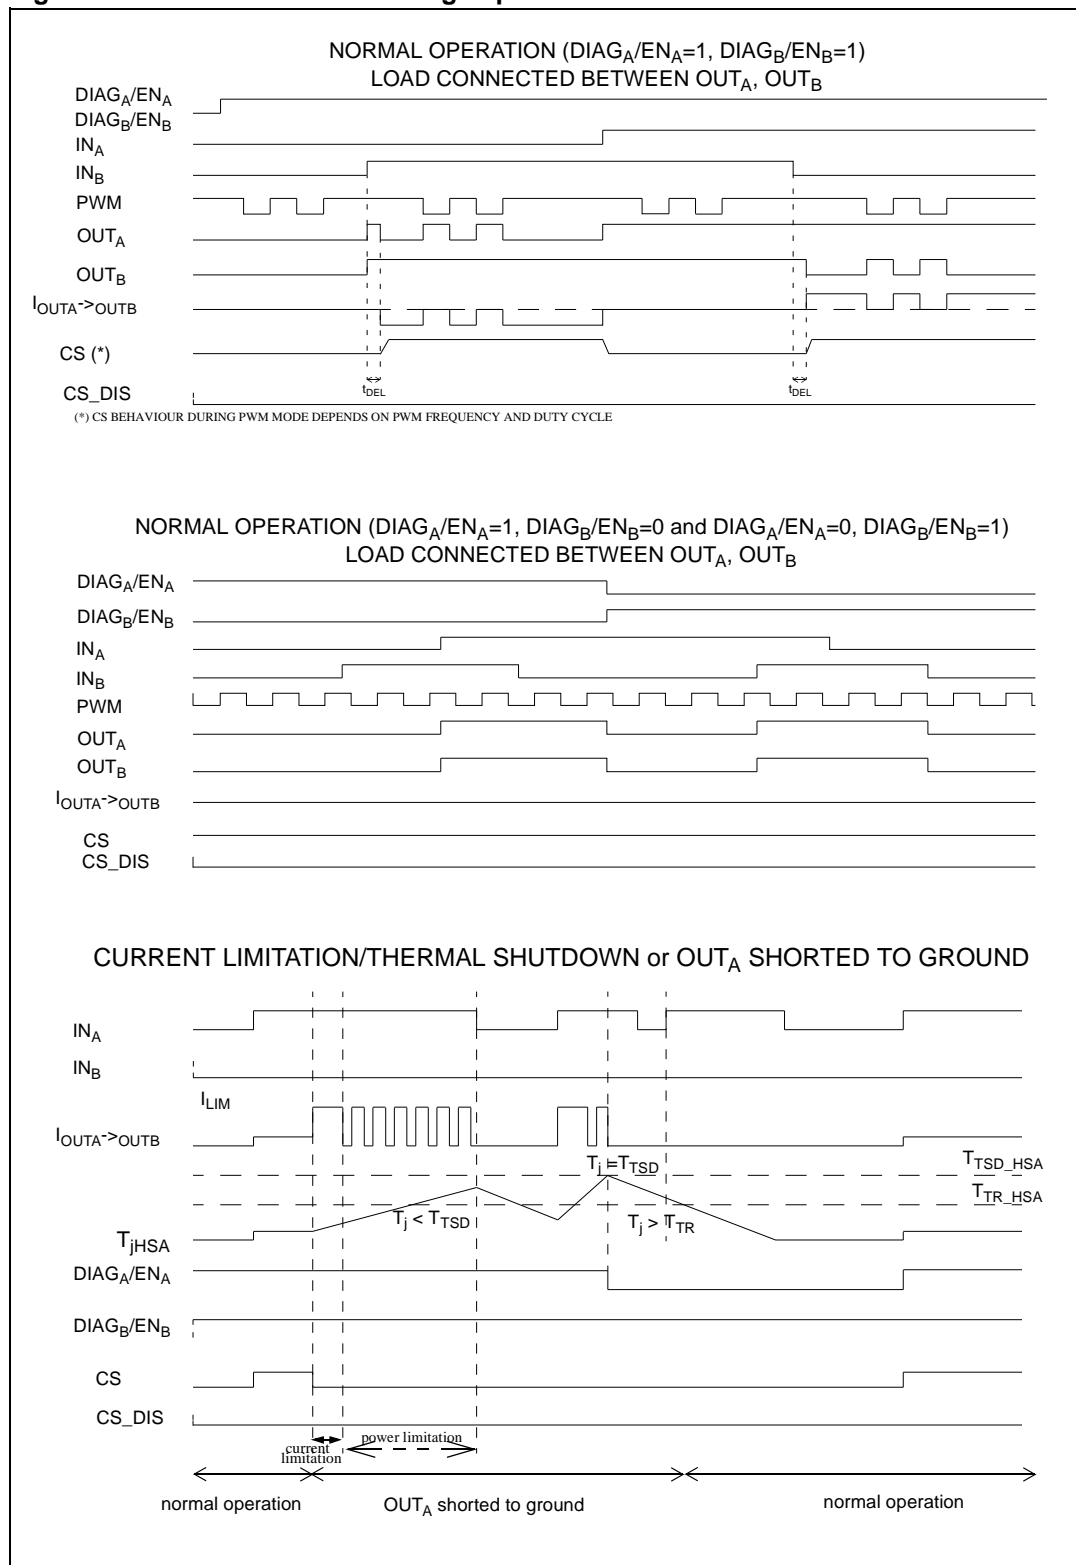 NORMAL OPERATION (DIAGA/ENA=1, DIAGB/ENB=1)
LOAD CONNECTED BETWEEN OUTA, OUTB
DIAGA/ENA
DIAGB/ENB
INA
INB
PWM
OUTA
OUTB
IOUTA->OUTB
CS (*)
tDEL
tDEL
CS_DIS
(*) CS BEHAVIOUR DURING PWM MODE DEPENDS ON PWM FREQUENCY AND DUTY CYCLE
NORMAL OPERATION (DIAGA/ENA=1, DIAGB/ENB=0 and DIAGA/ENA=0, DIAGB/ENB=1)
LOAD CONNECTED BETWEEN OUTA, OUTB
DIAGA/ENA
DIAGB/ENB
INA
INB
PWM
OUTA
OUTB
IOUTA->OUTB
CS
CS_DIS
CURRENT LIMITATION/THERMAL SHUTDOWN or OUTA SHORTED TO GROUND
INA
INB
ILIM
IOUTA->OUTB
Tj =TTSD
TTSD_HSA
TTR_HSA
Tj < TTSD
Tj > TTR
TjHSA
DIAGA/ENA
DIAGB/ENB
CS
CS_DIS
current
limitation
power limitation
normal operation
OUTA shorted to ground
normal operation